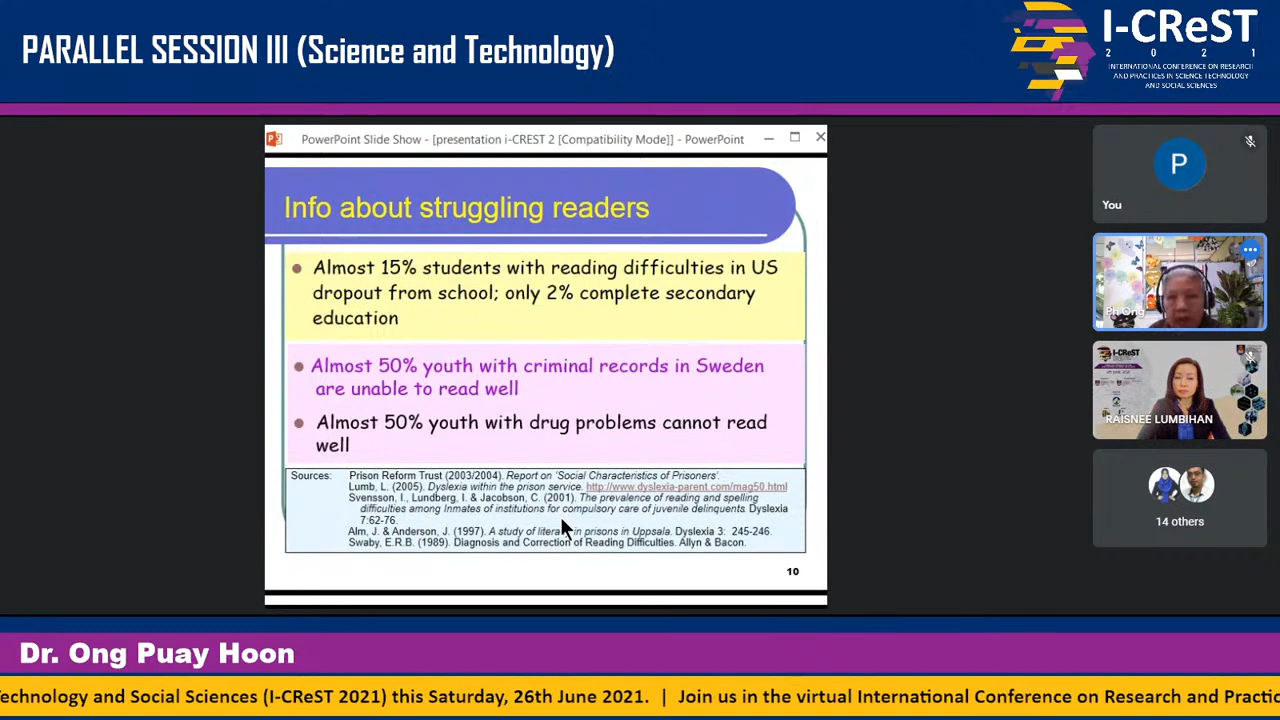 PARALLEL SESSION III (Science and Technology)
I-CReST
2 0 2 1
INTERNATIONAL CONFERENCE ON RESEARCH
AND PRACTICES IN SCIENCE TECHNOLOGY
AND SOCIAL SCIENCES
PowerPoint Slide Show - [presentation i-CREST 2 [Compatibility Mode]] - PowerPoint
Info about struggling readers
Almost 15% students with reading difficulties in US
dropout from school; only 2% complete secondary
education
Almost 50% youth with criminal records in Sweden
are unable to read well
Almost 50% youth with drug problems cannot read
well
Sources: Prison Reform Trust (2003/2004). Report on 'Social Characteristics of Prisoners'.
Lumb, L. (2005). Dyslexia within the prison service. http://www.dyslexia-parent.com/mag50.html
Svensson, I., Lundberg, I. & Jacobson, C. (2001). The prevalence of reading and spelling
difficulties among Inmates of institutions for compulsory care of juvenile delinquents. Dyslexia
7:62-76.
Alm, J. & Anderson, J. (1997). A study of in prisons in Uppsala. Dyslexia 3: 245-246.
Swaby, E.R.B. (1989). Diagnosis and Correction of Reading Difficulties. Allyn & Bacon.
10
P
You
Ph Ong
I-CReST
RAISNEE LUMBIHAN
14 others
Dr. Ong Puay Hoon
echnology and Social Sciences (I-CReST 2021) this Saturday, 26th June 2021. | Join us in the virtual International Conference on Research and Practic